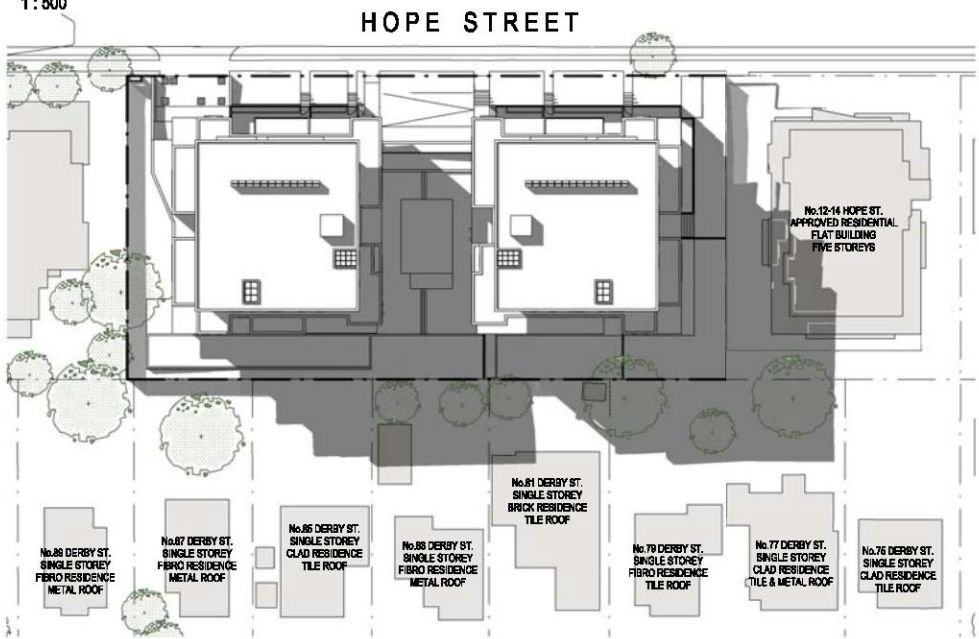 1:500
HOPE STREET
No.12-14 HOPE ST.
APPROVED RESIDENTIAL
FLAT BUILDING
FIVE STOREYS
No.81 DERBY ST.
SINGLE STOREY
BRICK RESIDENCE
TILE ROOF
No.89 DERBY ST.
SINGLE STOREY
FIBRO RESIDENCE
METAL ROOF
No.87 DERBY ST.
SINGLE STOREY
FIBRO RESIDENCE
METAL ROOF
No.85 DERBY ST.
SINGLE STOREY
CLAD RESIDENCE
TILE ROOF
No.83 DERBY ST.
SINGLE STOREY
FIBRO RESIDENCE
METAL ROOF
No.79 DERBY ST.
SINGLE STOREY
FIBRO RESIDENCE
TILE ROOF
No.77 DERBY ST.
SINGLE STOREY
CLAD RESIDENCE
TILE & METAL ROOF
No.75 DERBY ST.
SINGLE STOREY
CLAD RESIDENCE
TILE ROOF